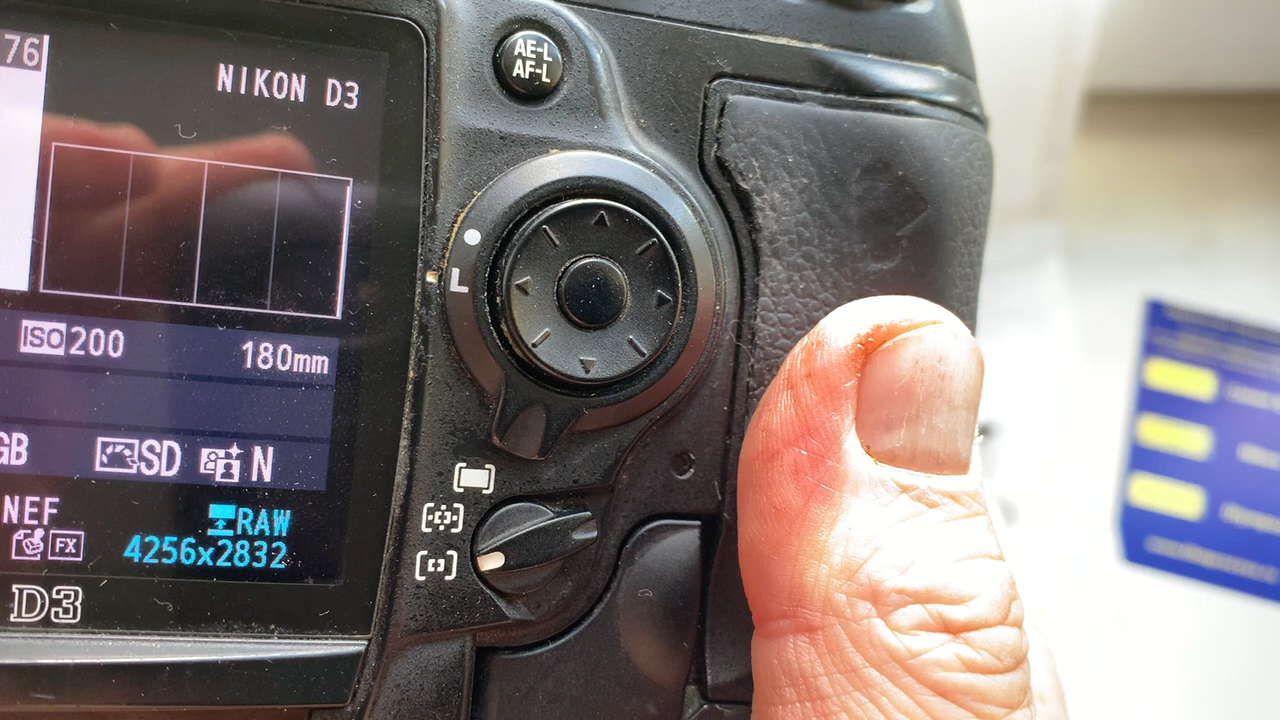 76
NIKON D3
AE-L
AF-L
L
ISO 200
180mm
GB
SD
N
NEF
RAW
FX
4256x2832
D3